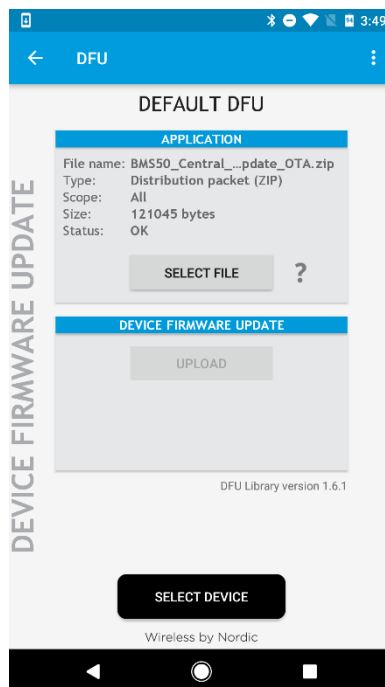 3:49
DFU
DEFAULT DFU
APPLICATION
File name: BMS50_Central_...pdate_OTA.zip
Type: Distribution packet (ZIP)
Scope: All
Size: 121045 bytes
Status: OK
SELECT FILE ?
DEVICE FIRMWARE UPDATE
UPLOAD
DFU Library version 1.6.1
DEVICE FIRMWARE UPDATE
SELECT DEVICE
Wireless by Nordic